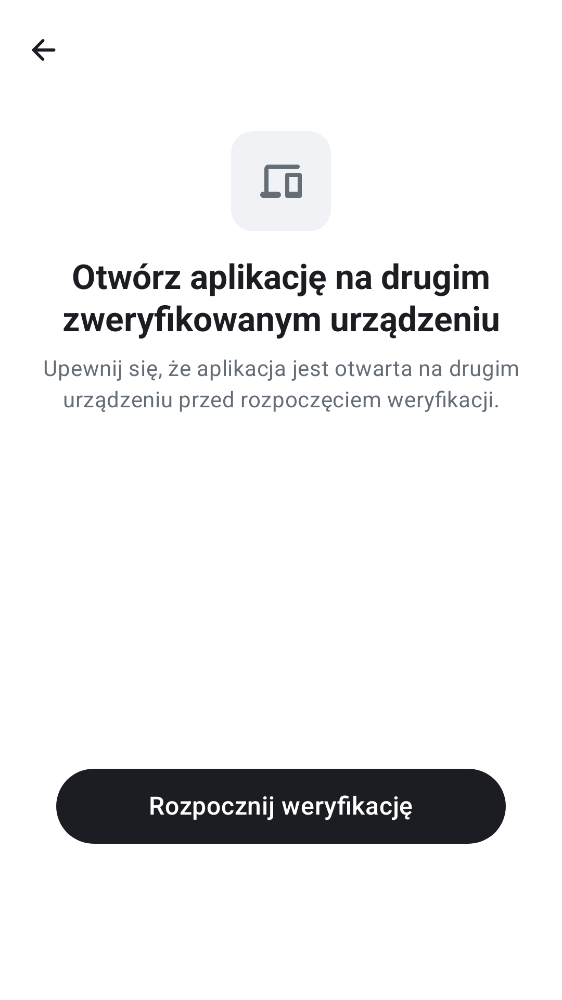 Otwórz aplikację na drugim
zweryfikowanym urządzeniu
Upewnij się, że aplikacja jest otwarta na drugim
urządzeniu przed rozpoczęciem weryfikacji.
Rozpocznij weryfikację